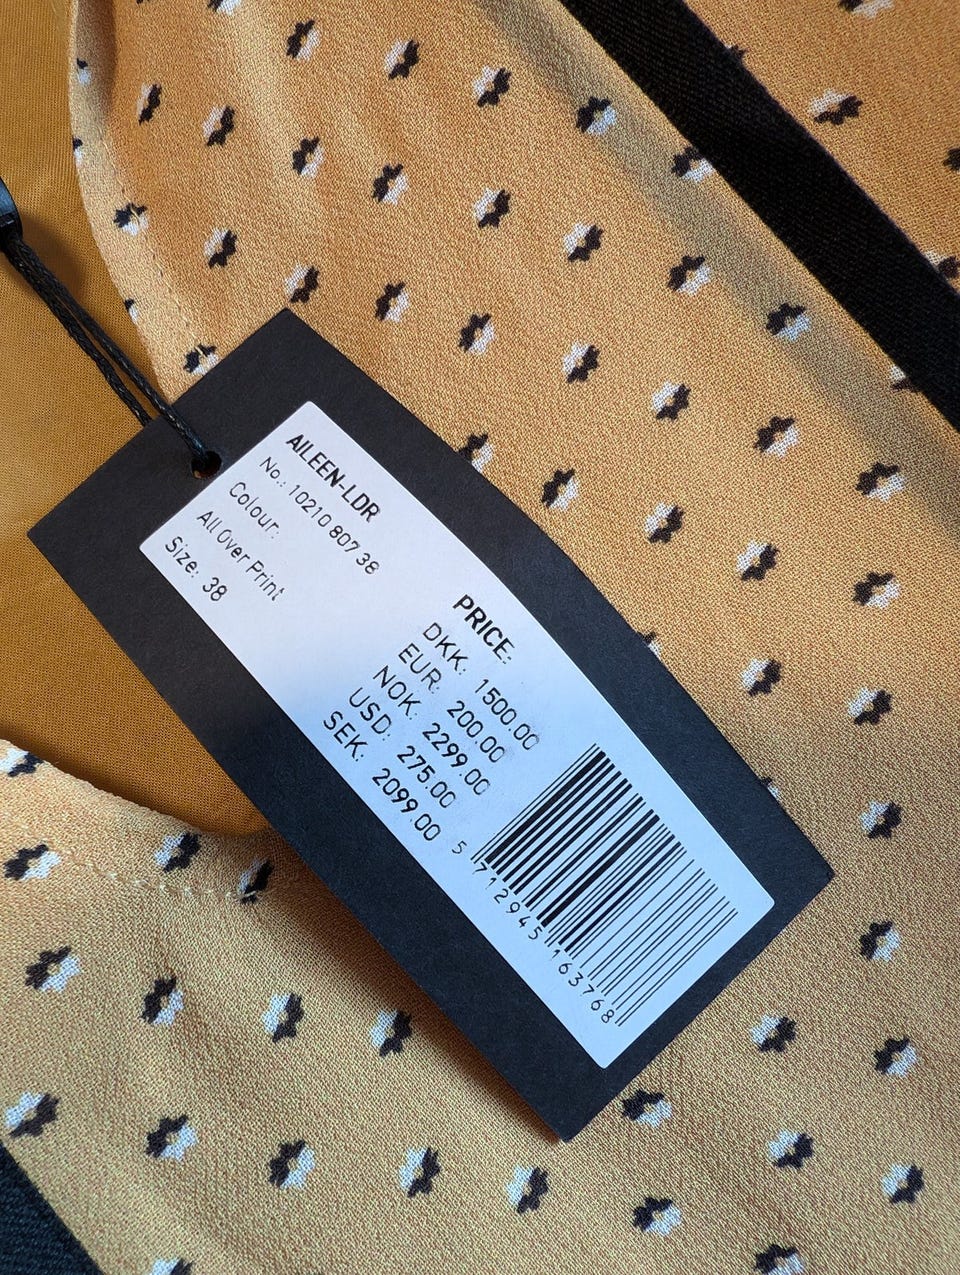 AILEEN-LDR
No.: 10210 807 38
Colour:
All Over Print
Size: 38
PRICE:
DKK: 1500.00
EUR: 200.00
NOK: 2299.00
USD: 275.00
SEK: 2099.00
5 712945 163768